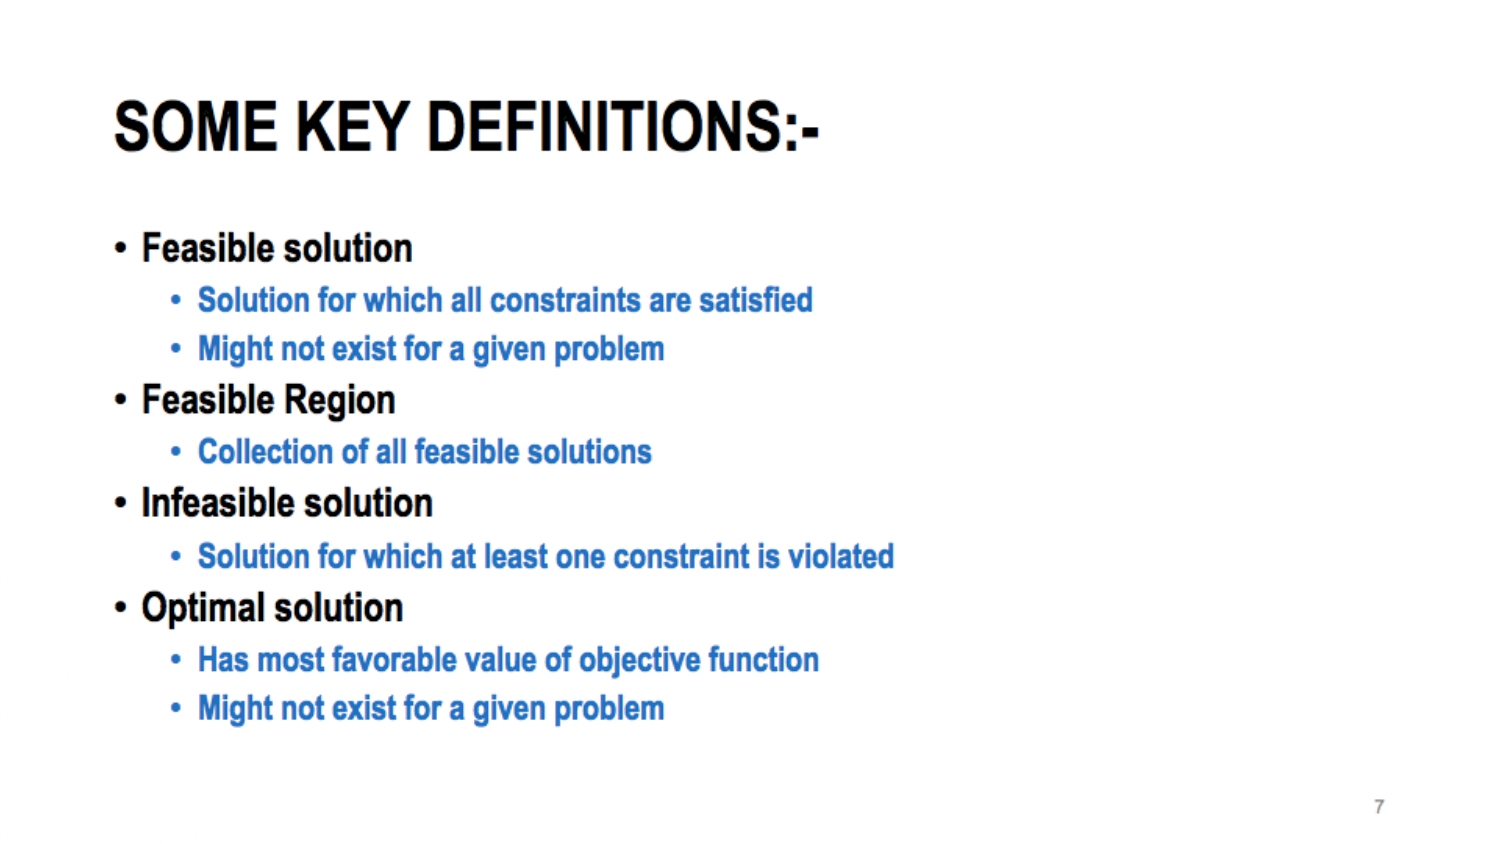 SOME KEY DEFINITIONS:-
• Feasible solution
• Solution for which all constraints are satisfied
• Might not exist for a given problem
• Feasible Region
• Collection of all feasible solutions
• Infeasible solution
• Solution for which at least one constraint is violated
• Optimal solution
• Has most favorable value of objective function
• Might not exist for a given problem
7